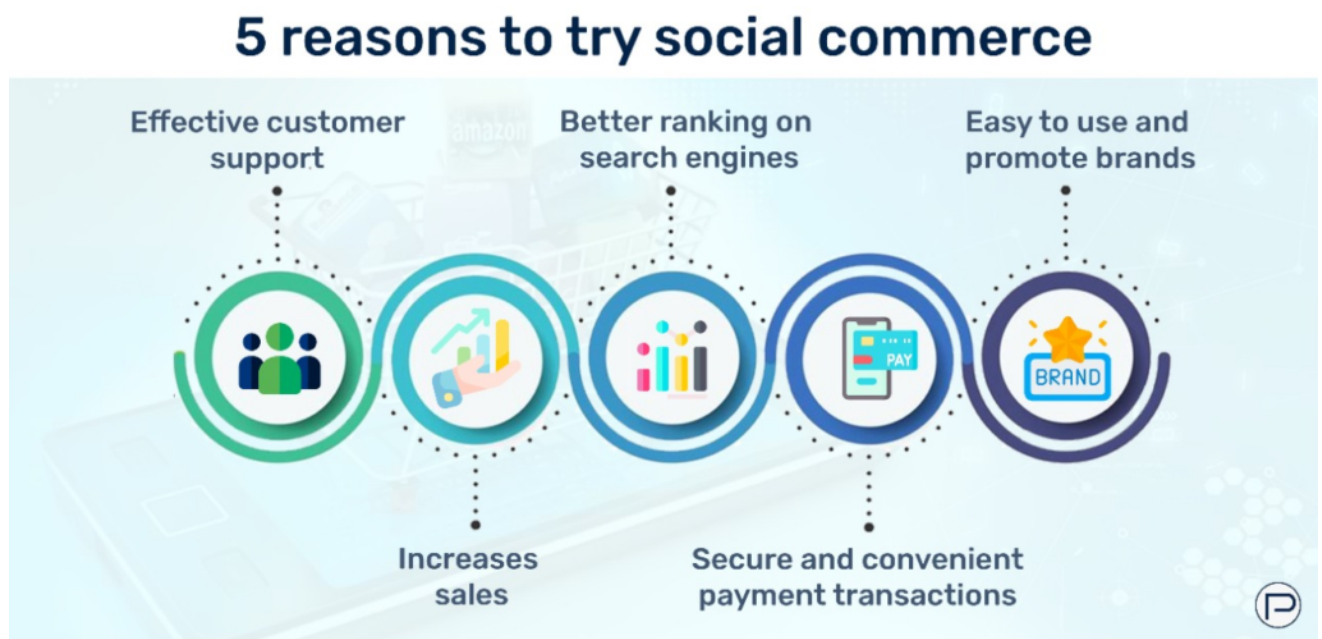 5 reasons to try social commerce
Effective customer
support
amazon
Better ranking on
search engines
Easy to use and
promote brands
PAY
BRAND
Increases
sales
Secure and convenient
payment transactions
P